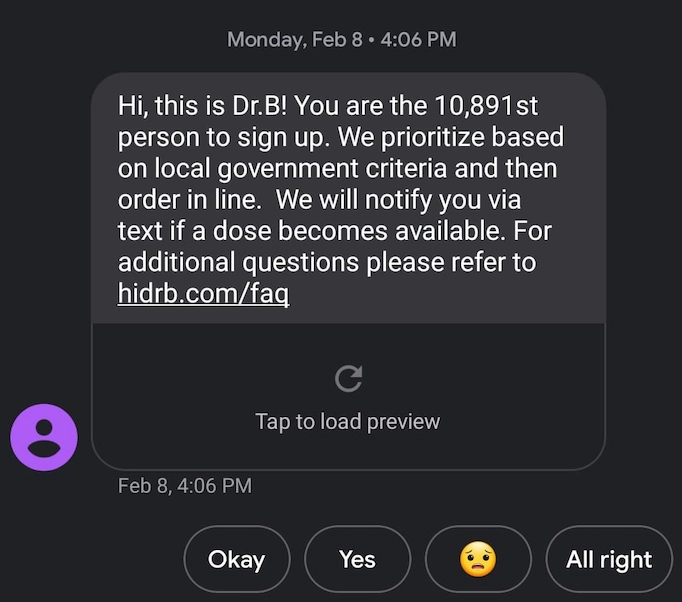 Monday, Feb 8 • 4:06 PM
Hi, this is Dr.B! You are the 10,891st
person to sign up. We prioritize based
on local government criteria and then
order in line.  We will notify you via
text if a dose becomes available. For
additional questions please refer to
hidrb.com/faq
Tap to load preview
Feb 8, 4:06 PM
Okay Yes 😟 All right